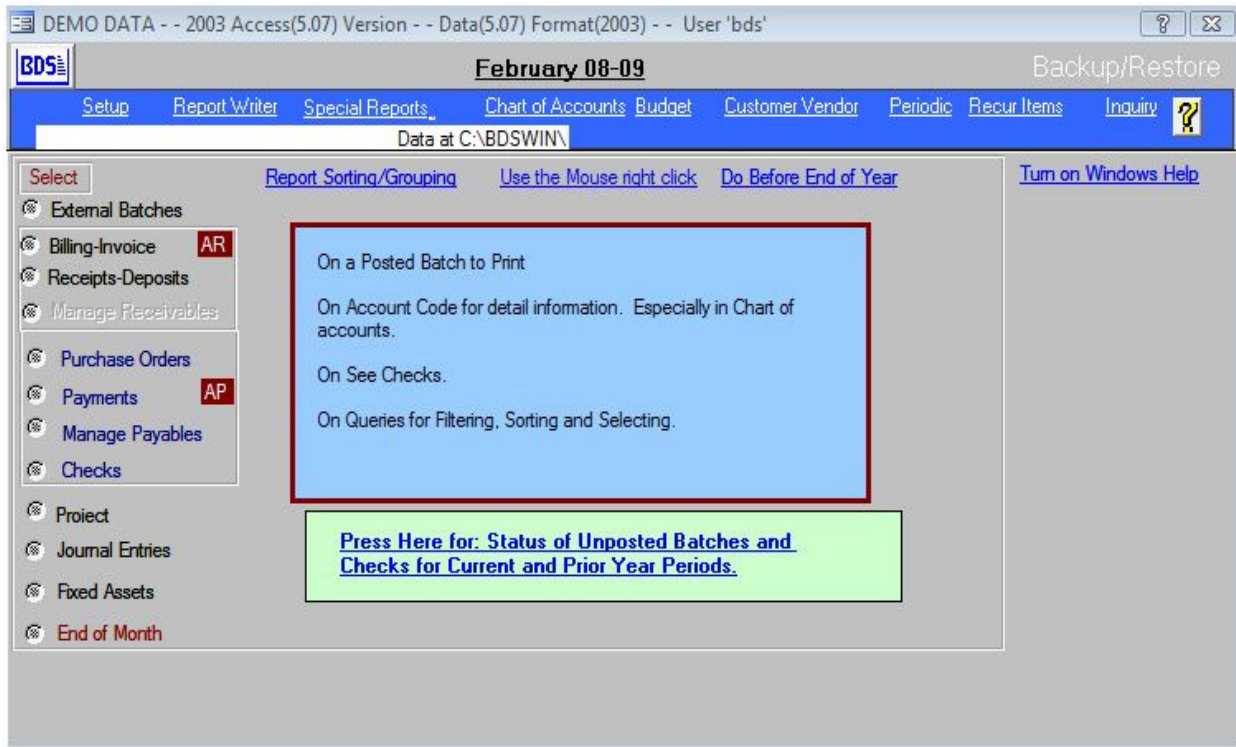 DEMO DATA - - 2003 Access(5.07) Version - - Data(5.07) Format(2003) - - User 'bds'
BDS
February 08-09
Backup/Restore
Setup Report Writer Special Reports Chart of Accounts Budget Customer Vendor Periodic Recur Items Inquiry ?
Data at C:\BDSWIN\
Select
Report Sorting/Grouping Use the Mouse right click Do Before End of Year
Turn on Windows Help
External Batches
Billing-Invoice AR
Receipts-Deposits
Manage Receivables
Purchase Orders
Payments AP
Manage Payables
Checks
Project
Journal Entries
Fixed Assets
End of Month
On a Posted Batch to Print
On Account Code for detail information. Especially in Chart of
accounts.
On See Checks.
On Queries for Filtering, Sorting and Selecting.
Press Here for: Status of Unposted Batches and
Checks for Current and Prior Year Periods.